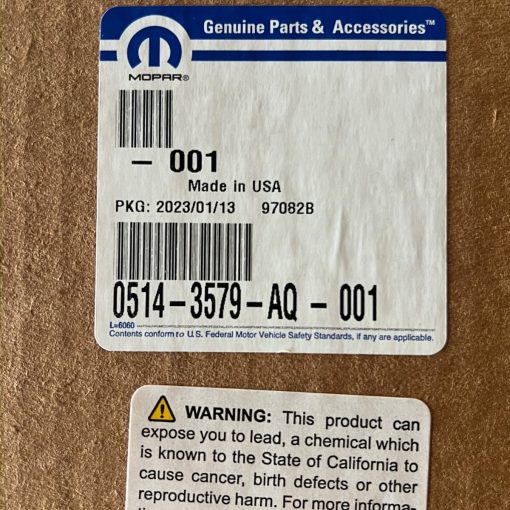 Genuine Parts & Accessories™
MOPAR®
- 001
Made in USA
PKG: 2023/01/13 97082B
0514-3579-AQ - 001
L=6060
Contents conform to U.S. Federal Motor Vehicle Safety Standards, if any are applicable.
⚠ WARNING: This product can
expose you to lead, a chemical which
is known to the State of California to
cause cancer, birth defects or other
reproductive harm. For more informa-